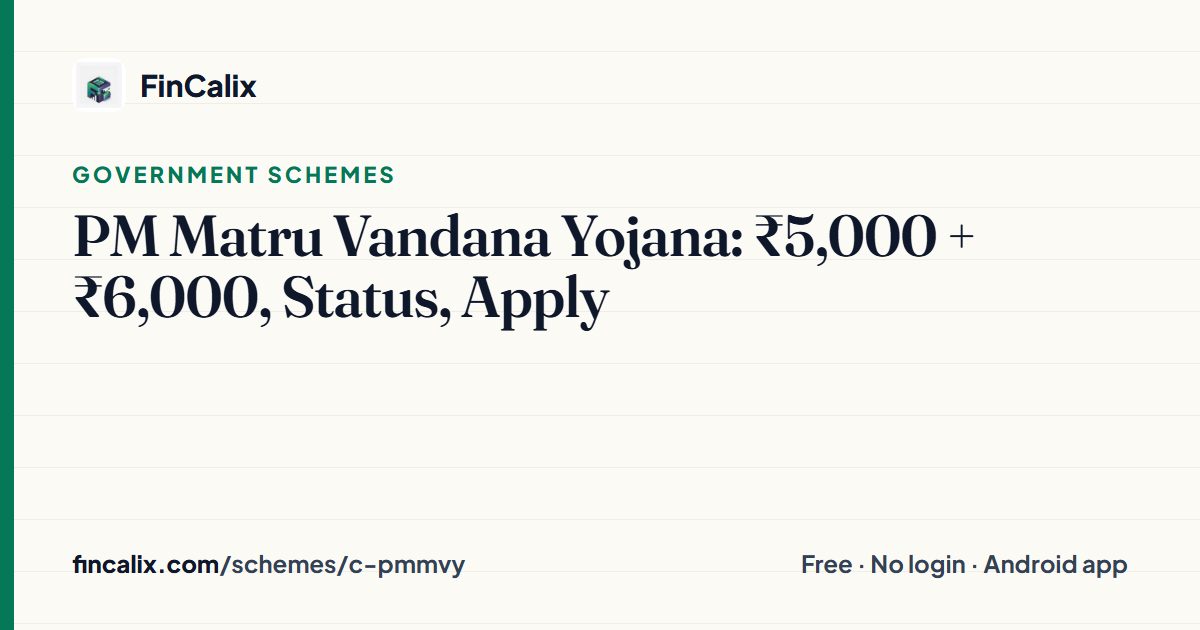 FinCalix
GOVERNMENT SCHEMES
PM Matru Vandana Yojana: ₹5,000 +
₹6,000, Status, Apply
fincalix.com/schemes/c-pmmvy
Free · No login · Android app